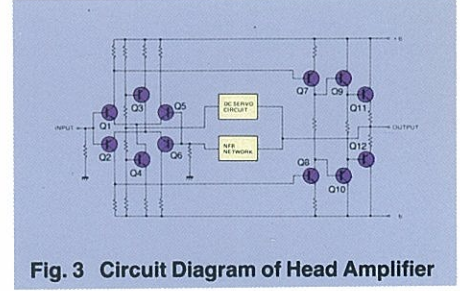 +B
Q3
Q5
Q7
Q9
Q1
DC SERVO
CIRCUIT
Q11
INPUT
OUTPUT
Q2
Q6
NFB
NETWORK
Q12
Q4
Q8
Q10
Fig. 3 Circuit Diagram of Head Amplifier